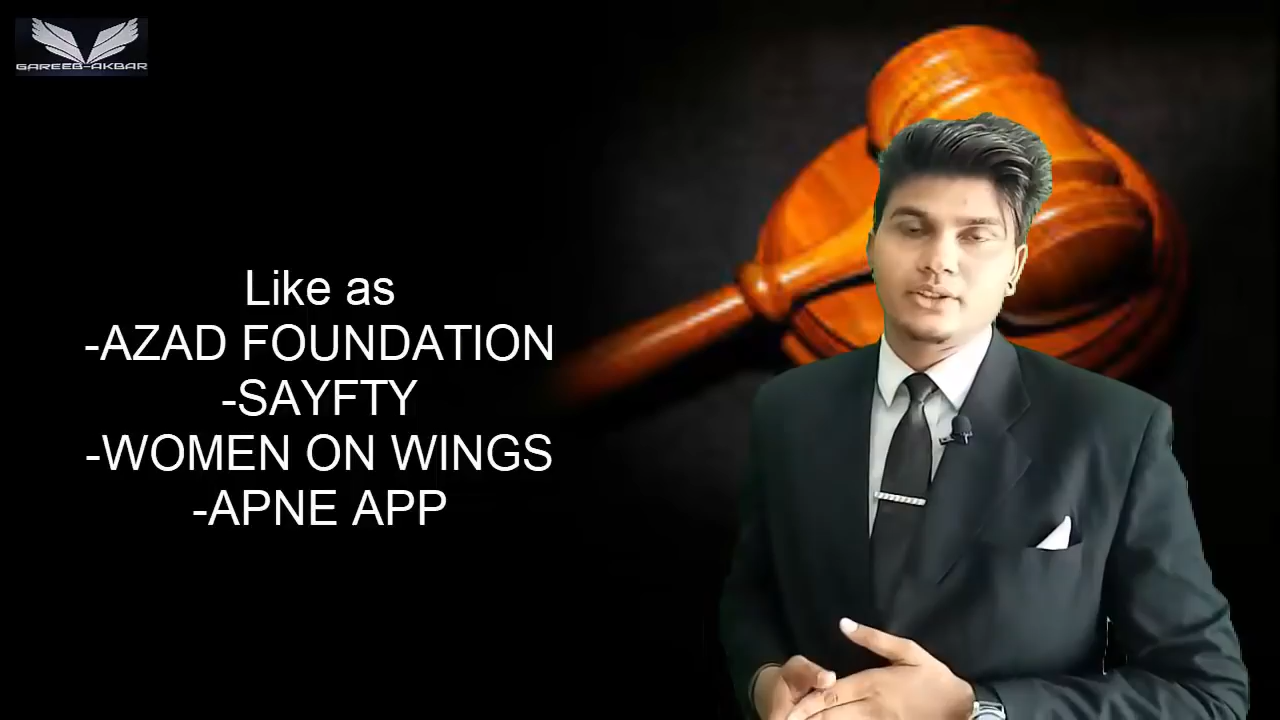 GAREEB-AKBAR
Like as
-AZAD FOUNDATION
-SAYFTY
-WOMEN ON WINGS
-APNE APP